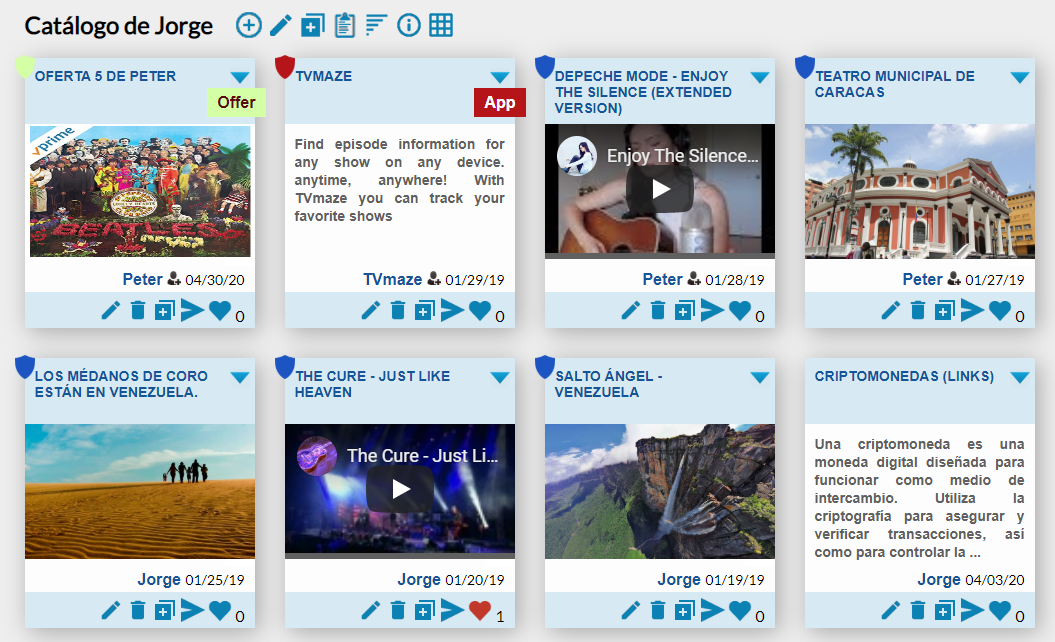 Catálogo de Jorge
OFERTA 5 DE PETER
Offer
vprime
BEATLES
Peter 04/30/20
0
TVMAZE
App
Find episode information for
any show on any device.
anytime, anywhere! With
TVmaze you can track your
favorite shows
TVmaze 01/29/19
0
DEPECHE MODE - ENJOY
THE SILENCE (EXTENDED
VERSION)
Enjoy The Silence...
Peter 01/28/19
0
TEATRO MUNICIPAL DE
CARACAS
Peter 01/27/19
0
LOS MÉDANOS DE CORO
ESTÁN EN VENEZUELA.
Jorge 01/25/19
0
THE CURE - JUST LIKE
HEAVEN
The Cure - Just Li...
Jorge 01/20/19
1
SALTO ÁNGEL -
VENEZUELA
Jorge 01/19/19
0
CRIPTOMONEDAS (LINKS)
Una criptomoneda es una
moneda digital diseñada para
funcionar como medio de
intercambio. Utiliza la
criptografía para asegurar y
verificar transacciones, así
como para controlar la ...
Jorge 04/03/20
0